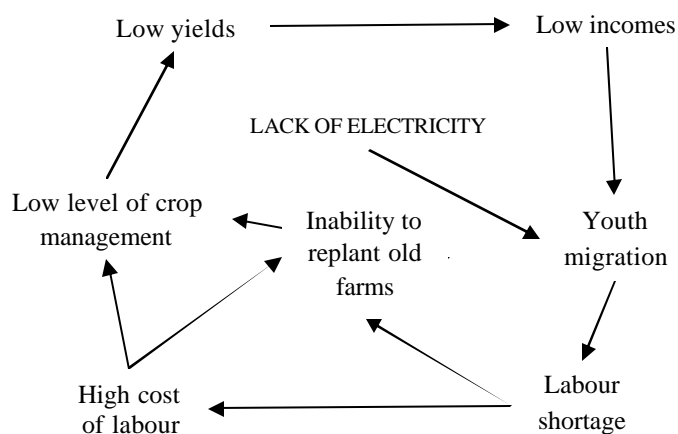 Low yields
Low incomes
LACK OF ELECTRICITY
Low level of crop
management
Inability to
replant old
farms
Youth
migration
High cost
of labour
Labour
shortage